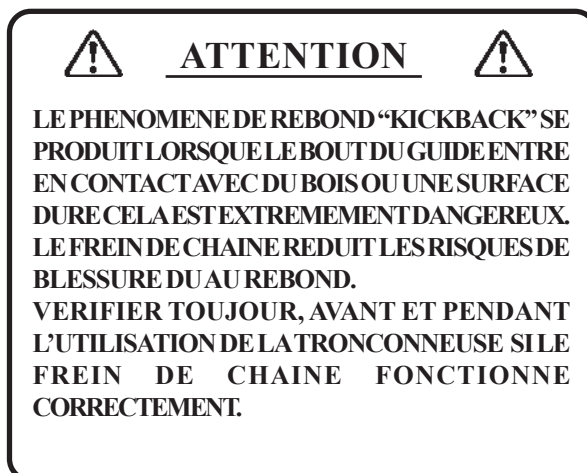 ATTENTION
LE PHENOMENE DE REBOND “KICKBACK” SE
PRODUIT LORSQUE LE BOUT DU GUIDE ENTRE
EN CONTACT AVEC DU BOIS OU UNE SURFACE
DURE CELA EST EXTREMEMENT DANGEREUX.
LE FREIN DE CHAINE REDUIT LES RISQUES DE
BLESSURE DU AU REBOND.
VERIFIER TOUJOUR, AVANT ET PENDANT
L’UTILISATION DE LA TRONCONNEUSE SI LE
FREIN DE CHAINE FONCTIONNE
CORRECTEMENT.